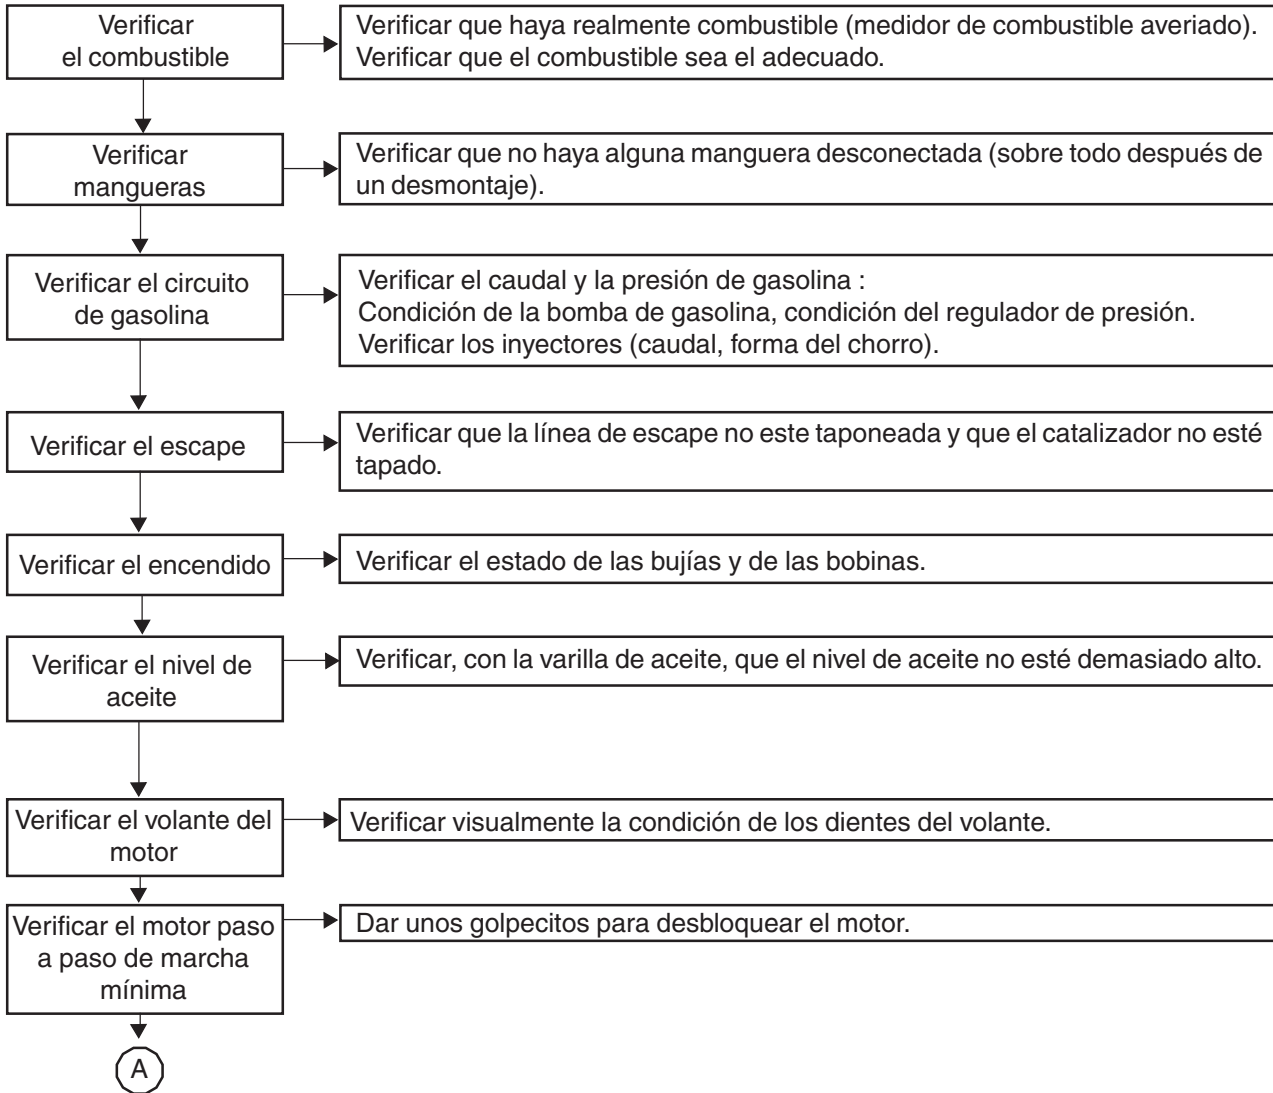 Verificar
el combustible
Verificar que haya realmente combustible (medidor de combustible averiado).
Verificar que el combustible sea el adecuado.
Verificar
mangueras
Verificar que no haya alguna manguera desconectada (sobre todo después de
un desmontaje).
Verificar el circuito
de gasolina
Verificar el caudal y la presión de gasolina :
Condición de la bomba de gasolina, condición del regulador de presión.
Verificar los inyectores (caudal, forma del chorro).
Verificar el escape
Verificar que la línea de escape no este taponeada y que el catalizador no esté
tapado.
Verificar el encendido
Verificar el estado de las bujías y de las bobinas.
Verificar el nivel de
aceite
Verificar, con la varilla de aceite, que el nivel de aceite no esté demasiado alto.
Verificar el volante del
motor
Verificar visualmente la condición de los dientes del volante.
Verificar el motor paso
a paso de marcha
mínima
Dar unos golpecitos para desbloquear el motor.
A